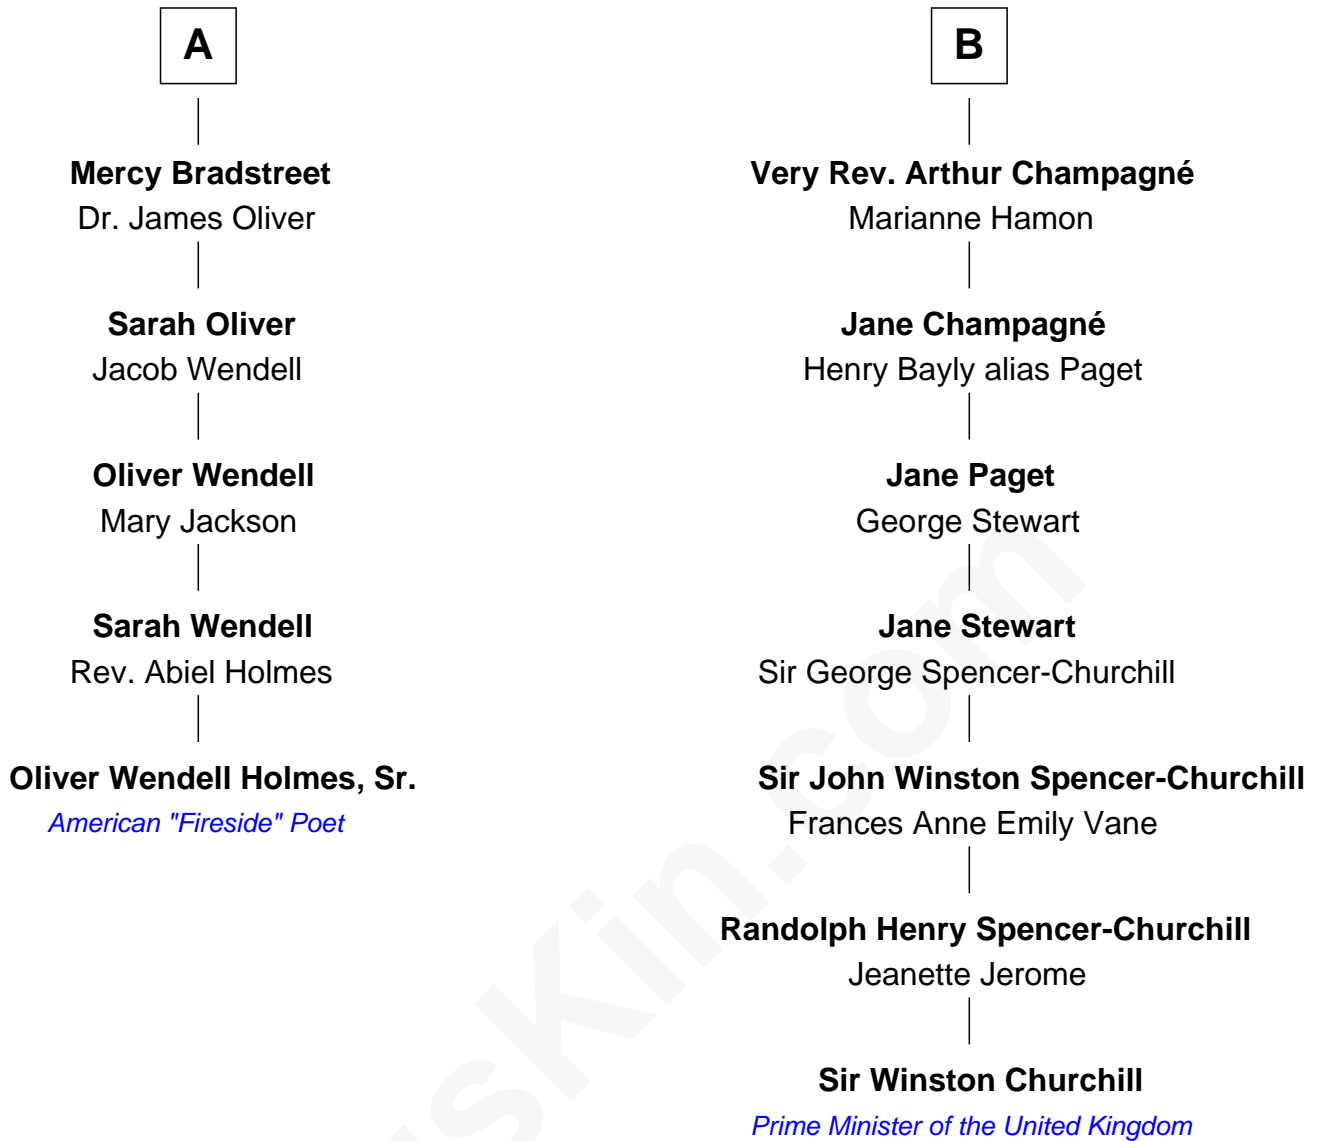 A
Mercy Bradstreet
Dr. James Oliver
Sarah Oliver
Jacob Wendell
Oliver Wendell
Mary Jackson
Sarah Wendell
Rev. Abiel Holmes
Oliver Wendell Holmes, Sr.
American "Fireside" Poet
B
Very Rev. Arthur Champagné
Marianne Hamon
Jane Champagné
Henry Bayly alias Paget
Jane Paget
George Stewart
Jane Stewart
Sir George Spencer-Churchill
Sir John Winston Spencer-Churchill
Frances Anne Emily Vane
Randolph Henry Spencer-Churchill
Jeanette Jerome
Sir Winston Churchill
Prime Minister of the United Kingdom